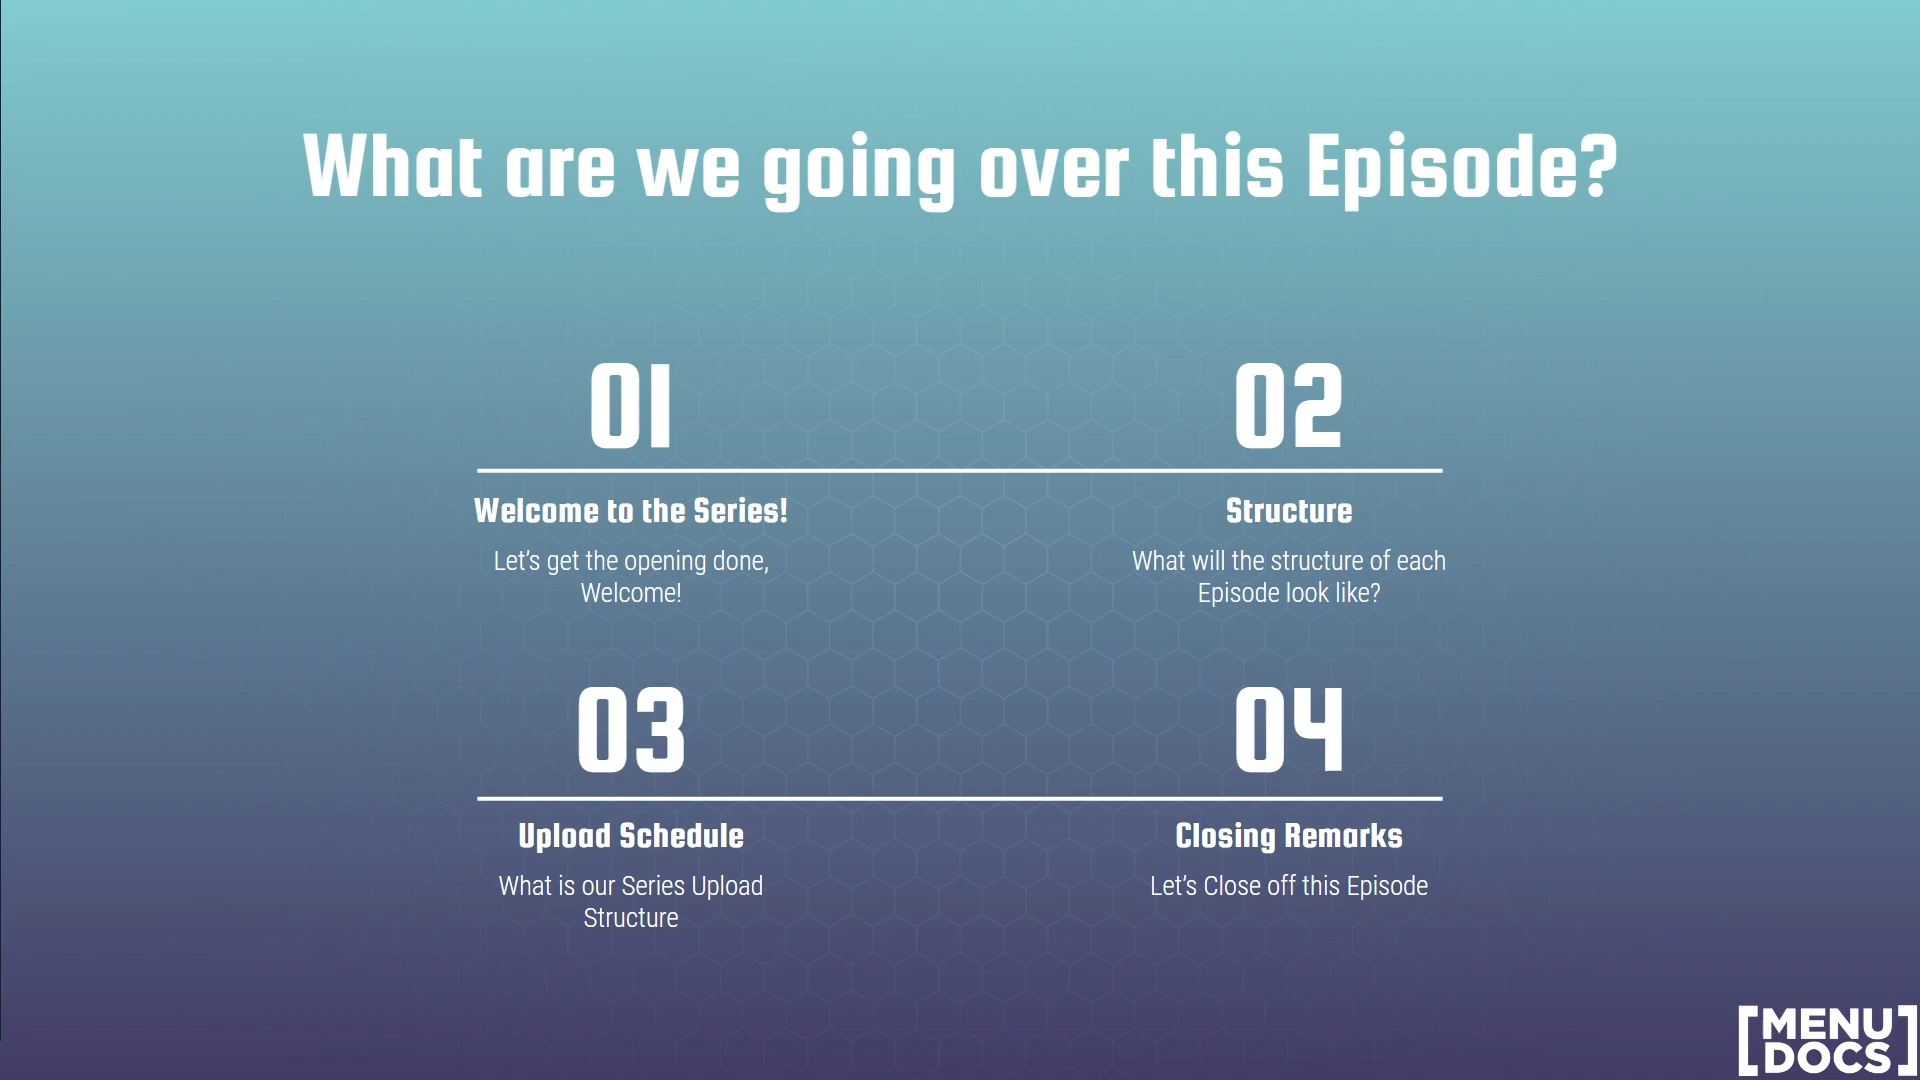 What are we going over this Episode?
01
Welcome to the Series!
Let's get the opening done,
Welcome!
02
Structure
What will the structure of each
Episode look like?
03
Upload Schedule
What is our Series Upload
Structure
04
Closing Remarks
Let's Close off this Episode
[MENU
DOCS]